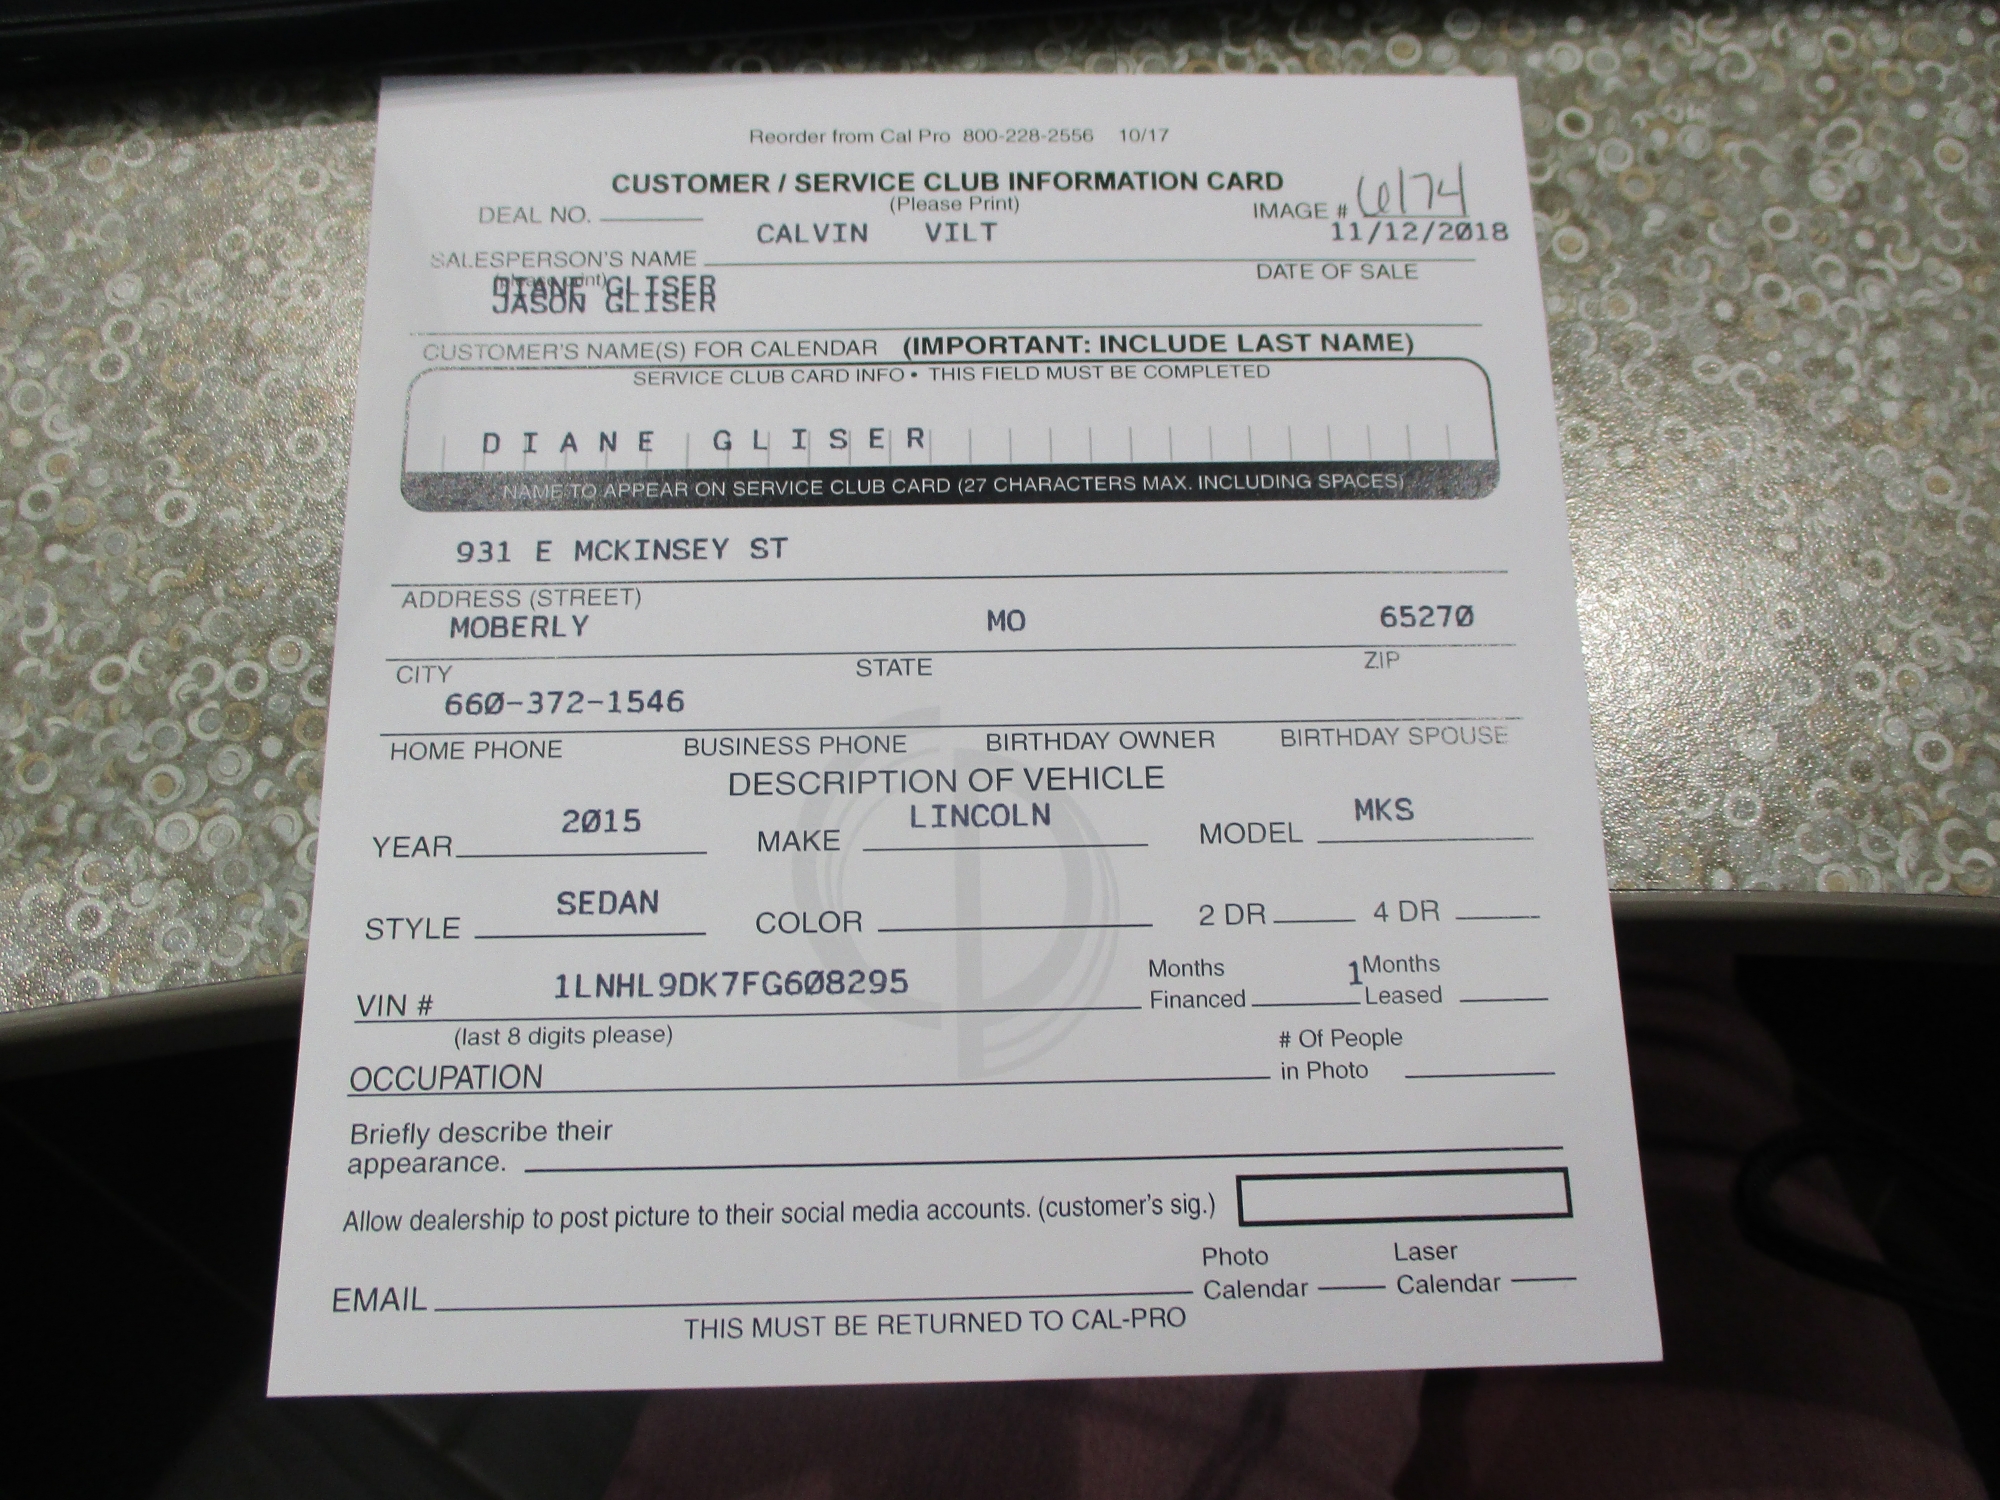 Reorder from Cal Pro 800-228-2556 10/17
CUSTOMER / SERVICE CLUB INFORMATION CARD
(Please Print)
DEAL NO.
IMAGE # 6174
CALVIN VILT
11/12/2018
SALESPERSON'S NAME
(please print)
DATE OF SALE
DIANE GLISER
JASON GLISER
CUSTOMER'S NAME(S) FOR CALENDAR (IMPORTANT: INCLUDE LAST NAME)
SERVICE CLUB CARD INFO • THIS FIELD MUST BE COMPLETED
DIANE GLISER
NAME TO APPEAR ON SERVICE CLUB CARD (27 CHARACTERS MAX. INCLUDING SPACES)
931 E MCKINSEY ST
ADDRESS (STREET)
MOBERLY MO 65270
CITY STATE ZIP
660-372-1546
HOME PHONE BUSINESS PHONE BIRTHDAY OWNER BIRTHDAY SPOUSE
DESCRIPTION OF VEHICLE
YEAR 2015 MAKE LINCOLN MODEL MKS
STYLE SEDAN COLOR 2 DR 4 DR
VIN # 1LNHL9DK7FG608295 Months Financed 1 Months Leased
(last 8 digits please)
OCCUPATION # Of People in Photo
Briefly describe their
appearance.
Allow dealership to post picture to their social media accounts. (customer's sig.)
EMAIL Photo Calendar Laser Calendar
THIS MUST BE RETURNED TO CAL-PRO